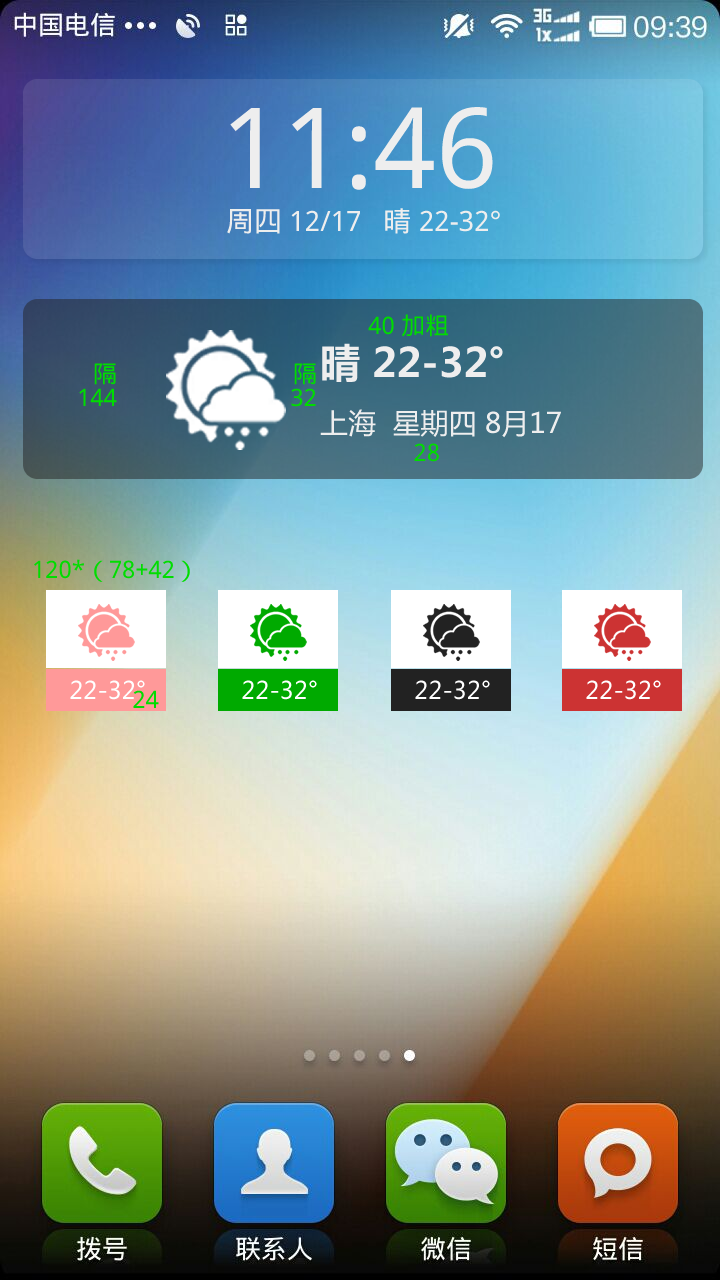 中国电信 ••• 3G 1x 09:39
11:46
周四 12/17 晴 22-32°
40 加粗
隔 隔 晴 22-32°
144 32
上海 星期四 8月17
28
120*（78+42）
22-32° 22-32° 22-32° 22-32°
24
拨号 联系人 微信 短信